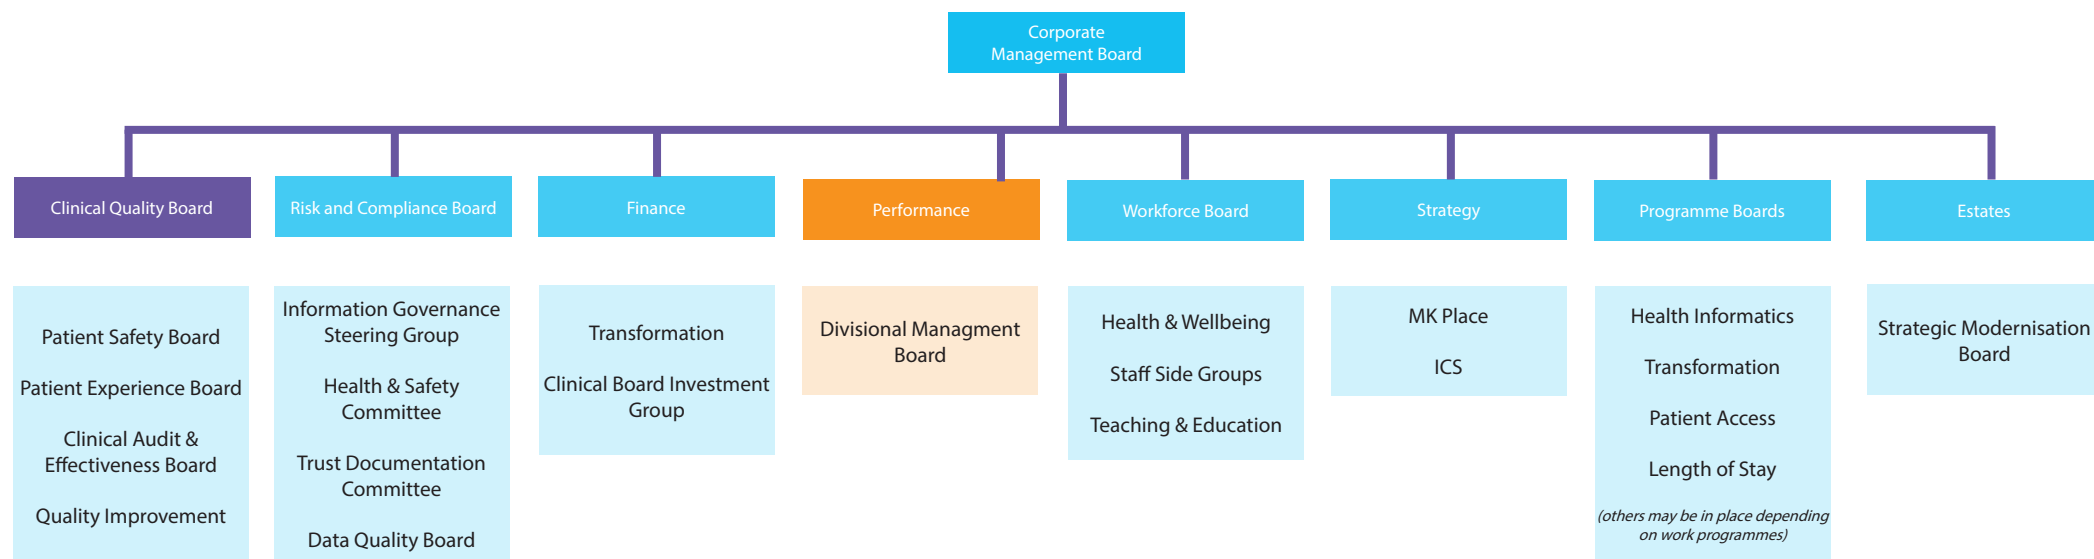 Corporate
Management Board
Clinical Quality Board
Risk and Compliance Board
Finance
Performance
Workforce Board
Strategy
Programme Boards
Estates
Patient Safety Board
Patient Experience Board
Clinical Audit &
Effectiveness Board
Quality Improvement
Information Governance
Steering Group
Health & Safety
Committee
Trust Documentation
Committee
Data Quality Board
Transformation
Clinical Board Investment
Group
Divisional Managment
Board
Health & Wellbeing
Staff Side Groups
Teaching & Education
MK Place
ICS
Health Informatics
Transformation
Patient Access
Length of Stay
(others may be in place depending
on work programmes)
Strategic Modernisation
Board